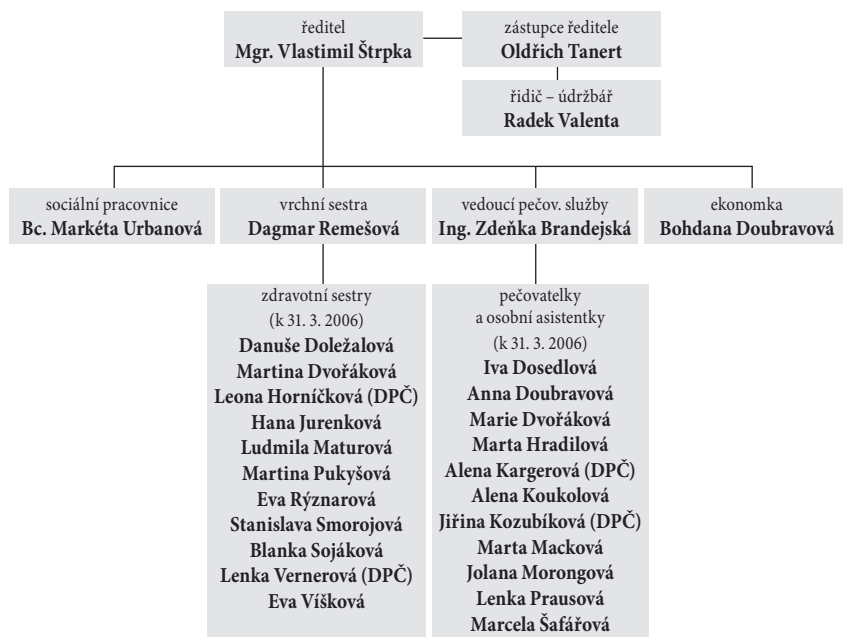 ředitel
Mgr. Vlastimil Štrpka
zástupce ředitele
Oldřich Tanert
řidič – údržbář
Radek Valenta
sociální pracovnice
Bc. Markéta Urbanová
vrchní sestra
Dagmar Remešová
vedoucí pečov. služby
Ing. Zdeňka Brandejská
ekonomka
Bohdana Doubravová
zdravotní sestry
(k 31. 3. 2006)
Danuše Doležalová
Martina Dvořáková
Leona Horníčková (DPČ)
Hana Jurenková
Ludmila Maturová
Martina Pukyšová
Eva Rýznarová
Stanislava Smorojová
Blanka Sojáková
Lenka Vernerová (DPČ)
Eva Víšková
pečovatelky
a osobní asistentky
(k 31. 3. 2006)
Iva Dosedlová
Anna Doubravová
Marie Dvořáková
Marta Hradilová
Alena Kargerová (DPČ)
Alena Koukolová
Jiřina Kozubíková (DPČ)
Marta Macková
Jolana Morongová
Lenka Prausová
Marcela Šafářová